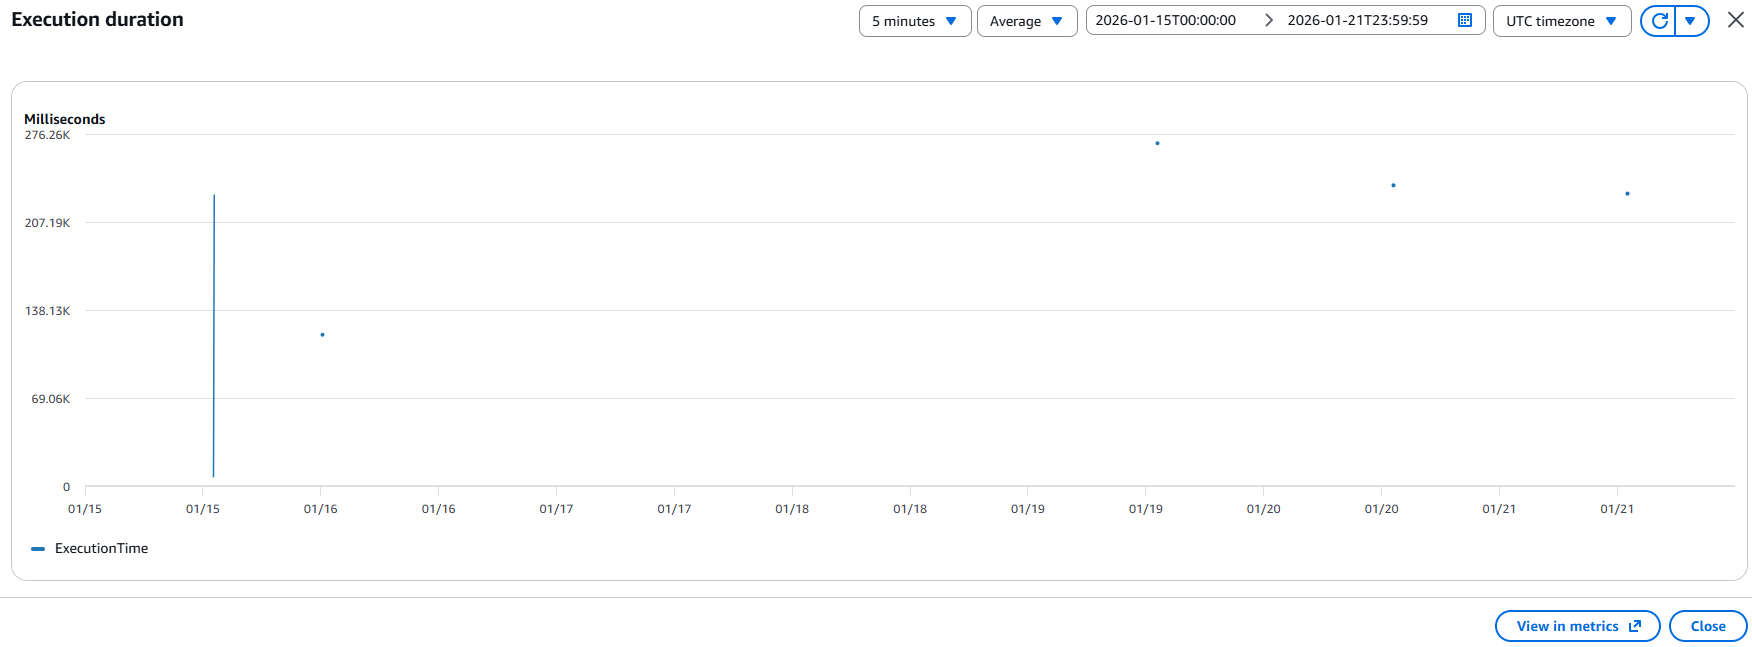 Execution duration
5 minutes
Average
2026-01-15T00:00:00
2026-01-21T23:59:59
UTC timezone
Milliseconds
276.26K
207.19K
138.13K
69.06K
0
01/15 01/15 01/16 01/16 01/17 01/17 01/18 01/18 01/19 01/19 01/20 01/20 01/21 01/21
ExecutionTime
View in metrics
Close